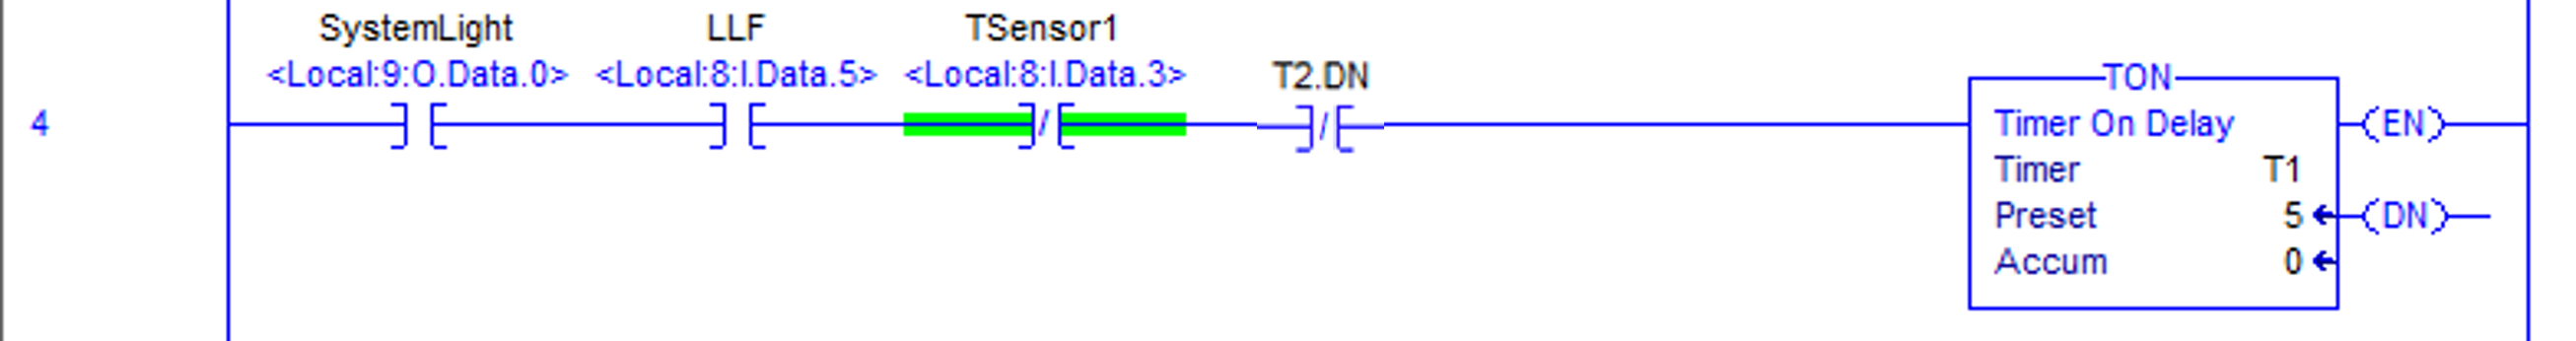 SystemLight
LLF
TSensor1
<Local:9:O.Data.0>
<Local:8:I.Data.5>
<Local:8:I.Data.3>
T2.DN
4
TON
Timer On Delay
EN
Timer T1
Preset 5
DN
Accum 0